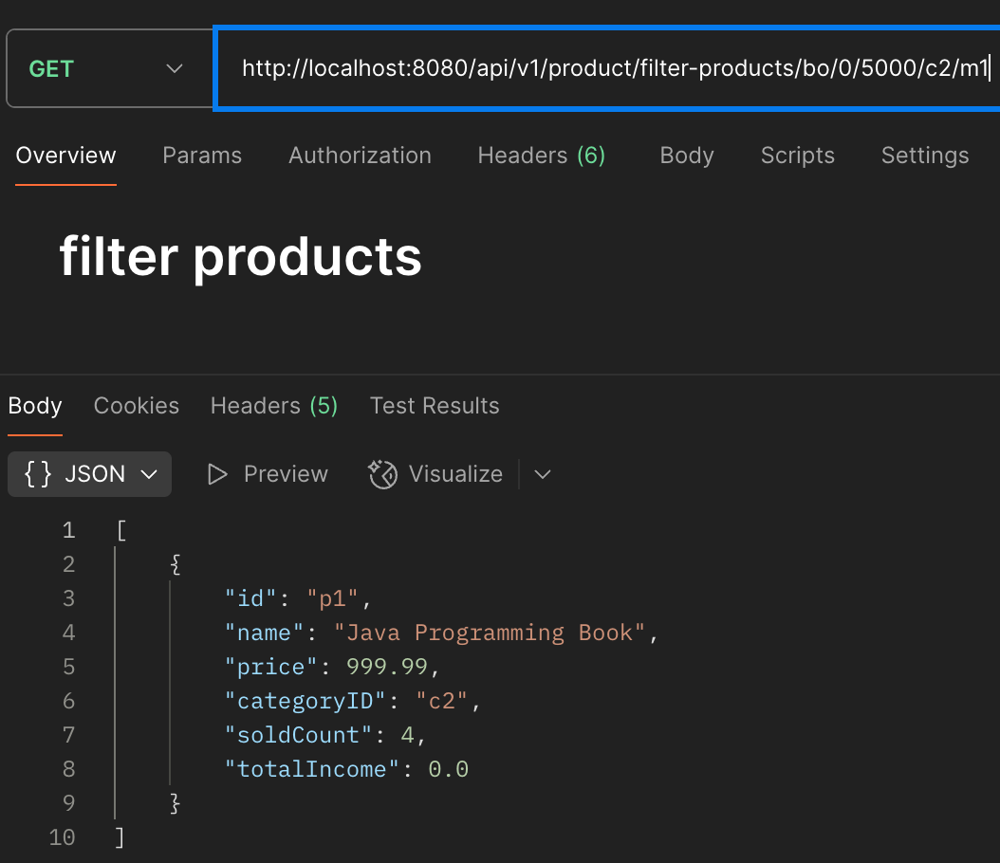 GET http://localhost:8080/api/v1/product/filter-products/bo/0/5000/c2/m1
Overview Params Authorization Headers (6) Body Scripts Settings
filter products
Body Cookies Headers (5) Test Results
{ } JSON Preview Visualize
1 [
2 {
3 "id": "p1",
4 "name": "Java Programming Book",
5 "price": 999.99,
6 "categoryID": "c2",
7 "soldCount": 4,
8 "totalIncome": 0.0
9 }
10 ]